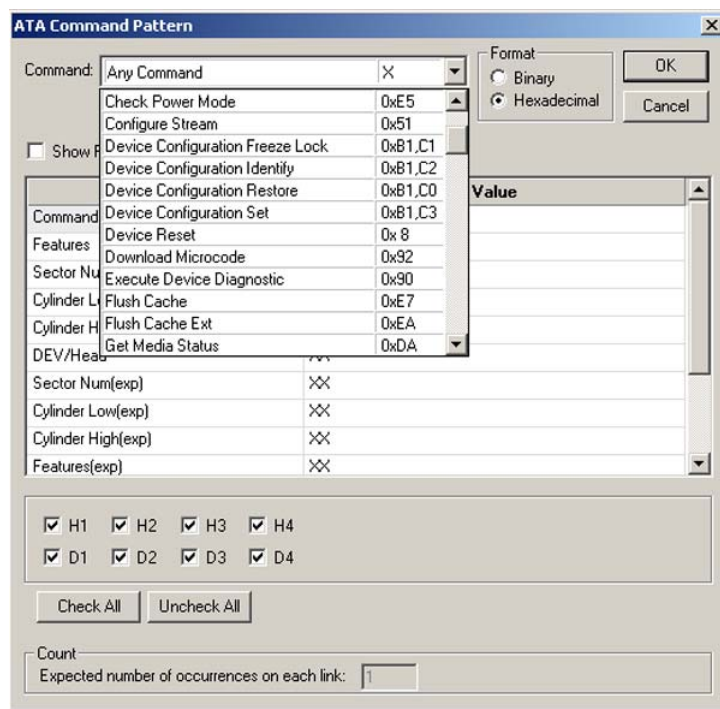 ATA Command Pattern
Command: Any Command X
Format
Binary
Hexadecimal
OK
Cancel
Check Power Mode 0xE5
Configure Stream 0x51
Device Configuration Freeze Lock 0xB1,C1
Device Configuration Identify 0xB1,C2
Device Configuration Restore 0xB1,C0
Device Configuration Set 0xB1,C3
Device Reset 0x 8
Download Microcode 0x92
Execute Device Diagnostic 0x90
Flush Cache 0xE7
Flush Cache Ext 0xEA
Get Media Status 0xDA
Show
Value
Command
Features
Sector
Cylinder
Cylinder
DEV/Head XX
Sector Num(exp) XX
Cylinder Low(exp) XX
Cylinder High(exp) XX
Features(exp) XX
H1 H2 H3 H4
D1 D2 D3 D4
Check All Uncheck All
Count
Expected number of occurrences on each link: 1